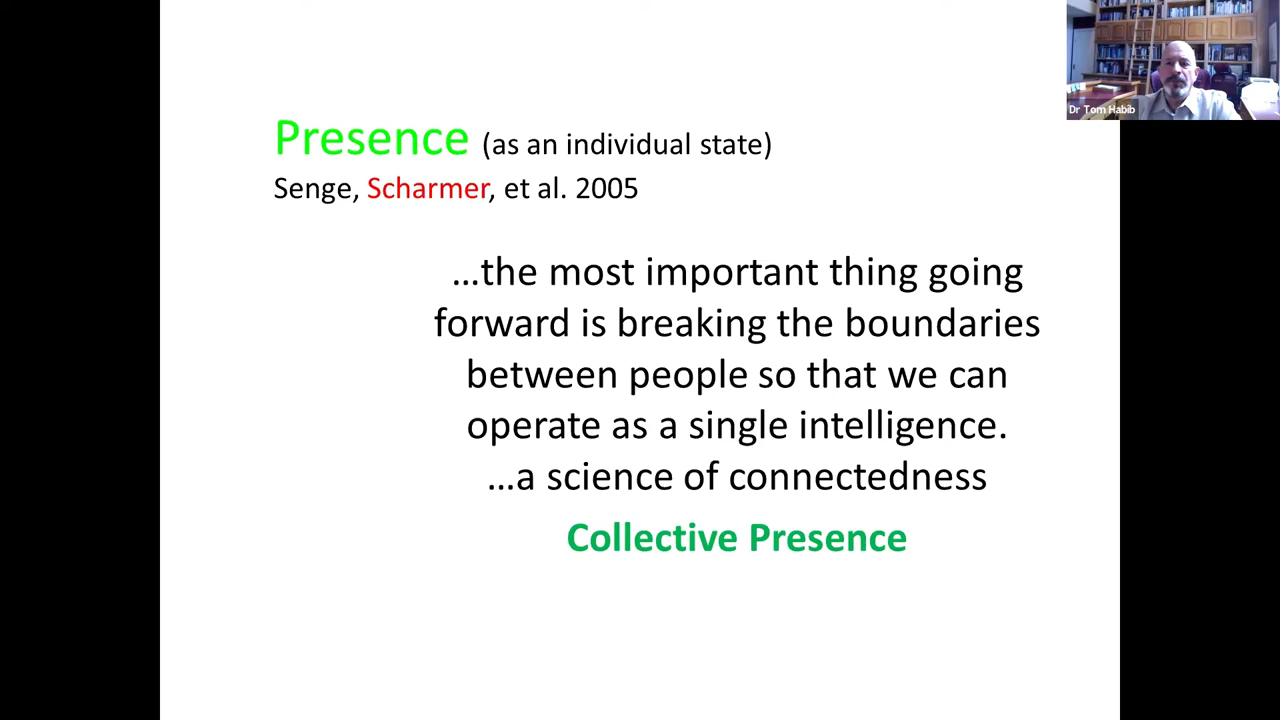 Dr Tom Habib
Presence (as an individual state)
Senge, Scharmer, et al. 2005
...the most important thing going
forward is breaking the boundaries
between people so that we can
operate as a single intelligence.
...a science of connectedness
Collective Presence